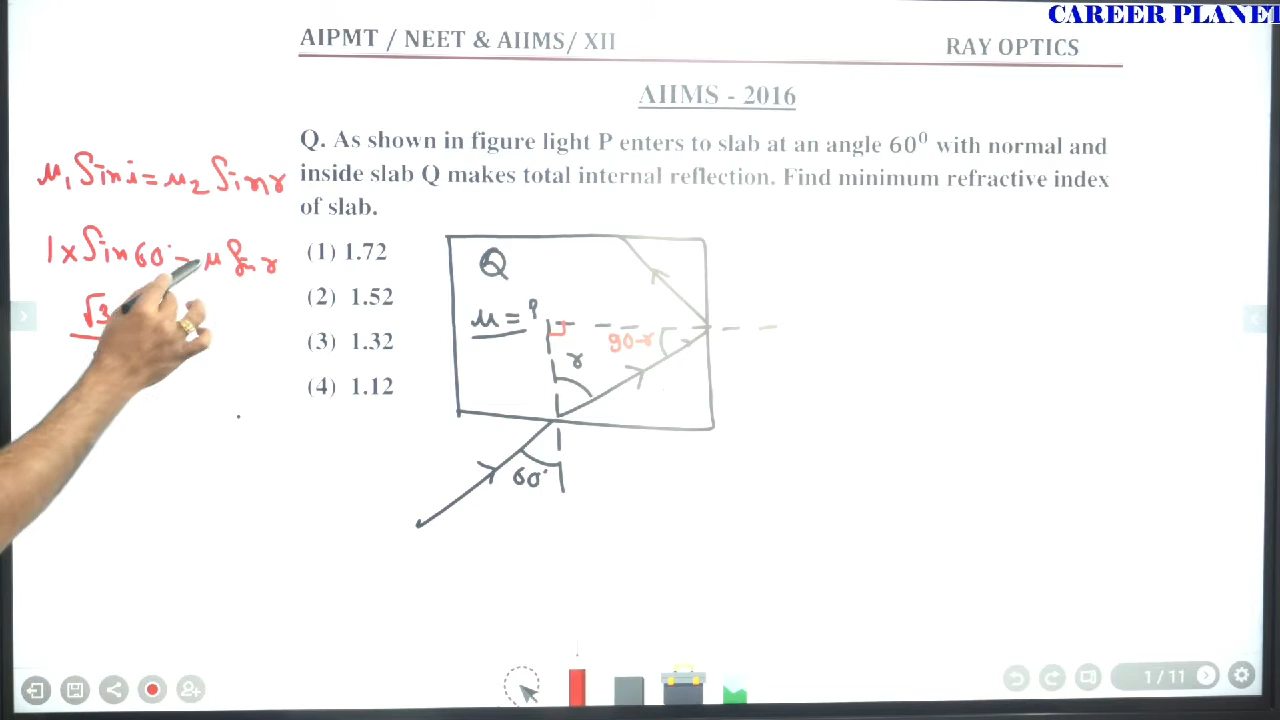 CAREER PLANE
AIPMT / NEET & AIIMS/ XII
RAY OPTICS
AIIMS - 2016
Q. As shown in figure light P enters to slab at an angle 60⁰ with normal and
inside slab Q makes total internal reflection. Find minimum refractive index
of slab.
(1) 1.72
(2) 1.52
(3) 1.32
(4) 1.12
μ₁ Sin i = μ₂ Sin r
1 x Sin 60° = μ Sin r
√3
Q
μ = ?
r
90-r
60°
1 / 11